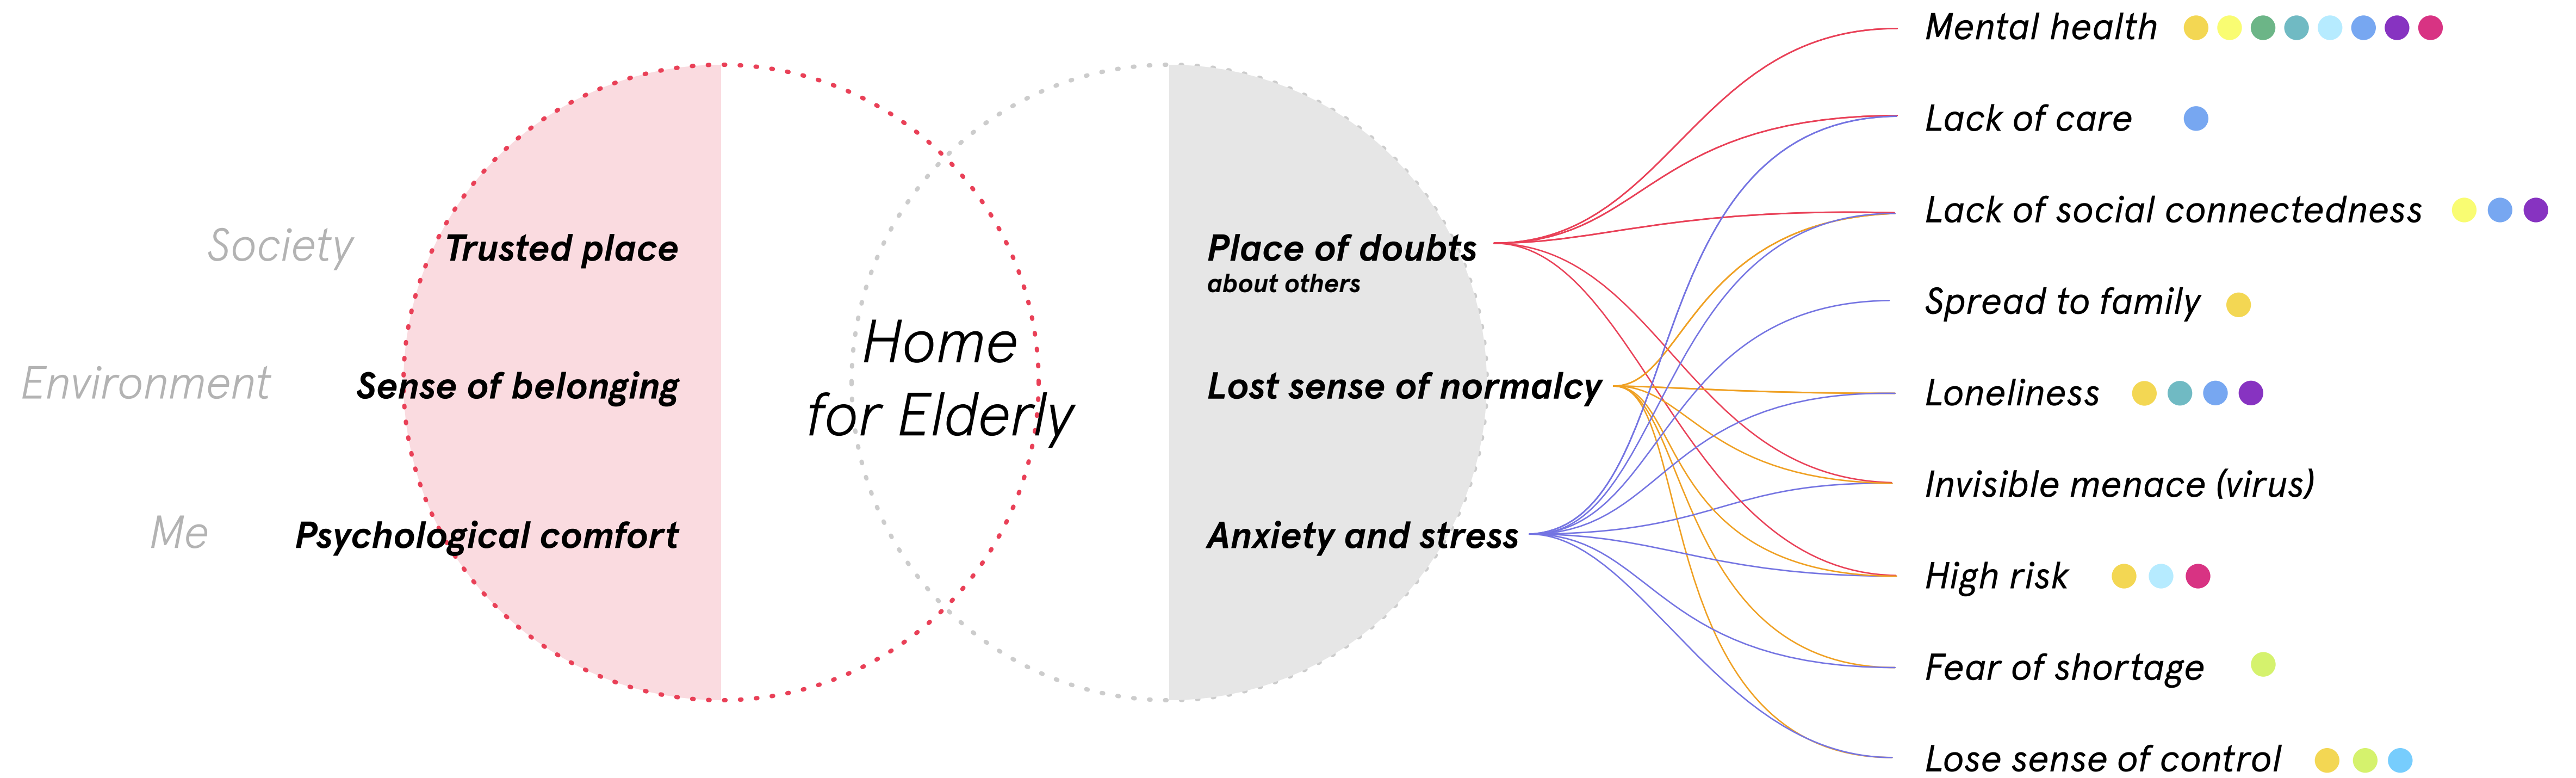 Society
Environment
Me
Trusted place
Sense of belonging
Psychological comfort
Home
for Elderly
Place of doubts
about others
Lost sense of normalcy
Anxiety and stress
Mental health
Lack of care
Lack of social connectedness
Spread to family
Loneliness
Invisible menace (virus)
High risk
Fear of shortage
Lose sense of control